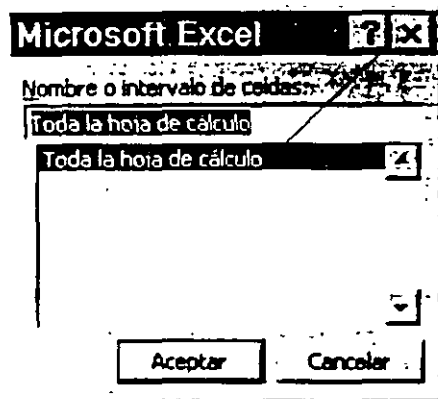 Microsoft Excel
Nombre o intervalo de celdas:
Toda la hoja de cálculo
Toda la hoja de cálculo
Aceptar Cancelar